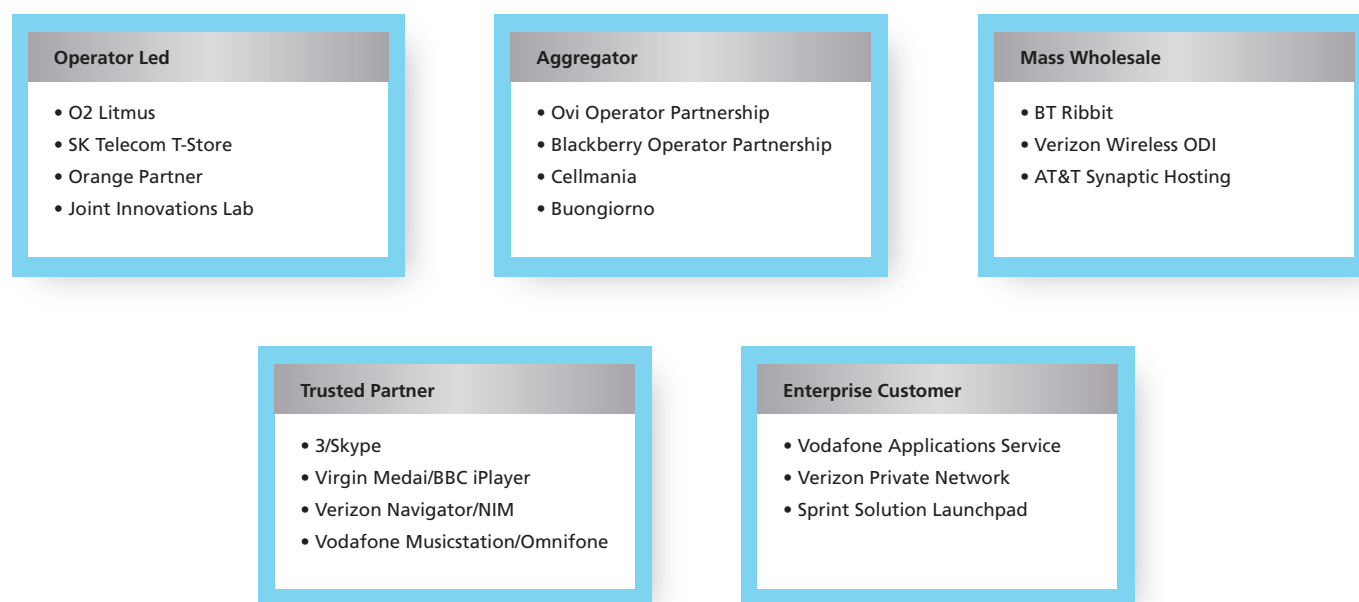 Operator Led
• O2 Litmus
• SK Telecom T-Store
• Orange Partner
• Joint Innovations Lab
Aggregator
• Ovi Operator Partnership
• Blackberry Operator Partnership
• Cellmania
• Buongiorno
Mass Wholesale
• BT Ribbit
• Verizon Wireless ODI
• AT&T Synaptic Hosting
Trusted Partner
• 3/Skype
• Virgin Medai/BBC iPlayer
• Verizon Navigator/NIM
• Vodafone Musicstation/Omnifone
Enterprise Customer
• Vodafone Applications Service
• Verizon Private Network
• Sprint Solution Launchpad